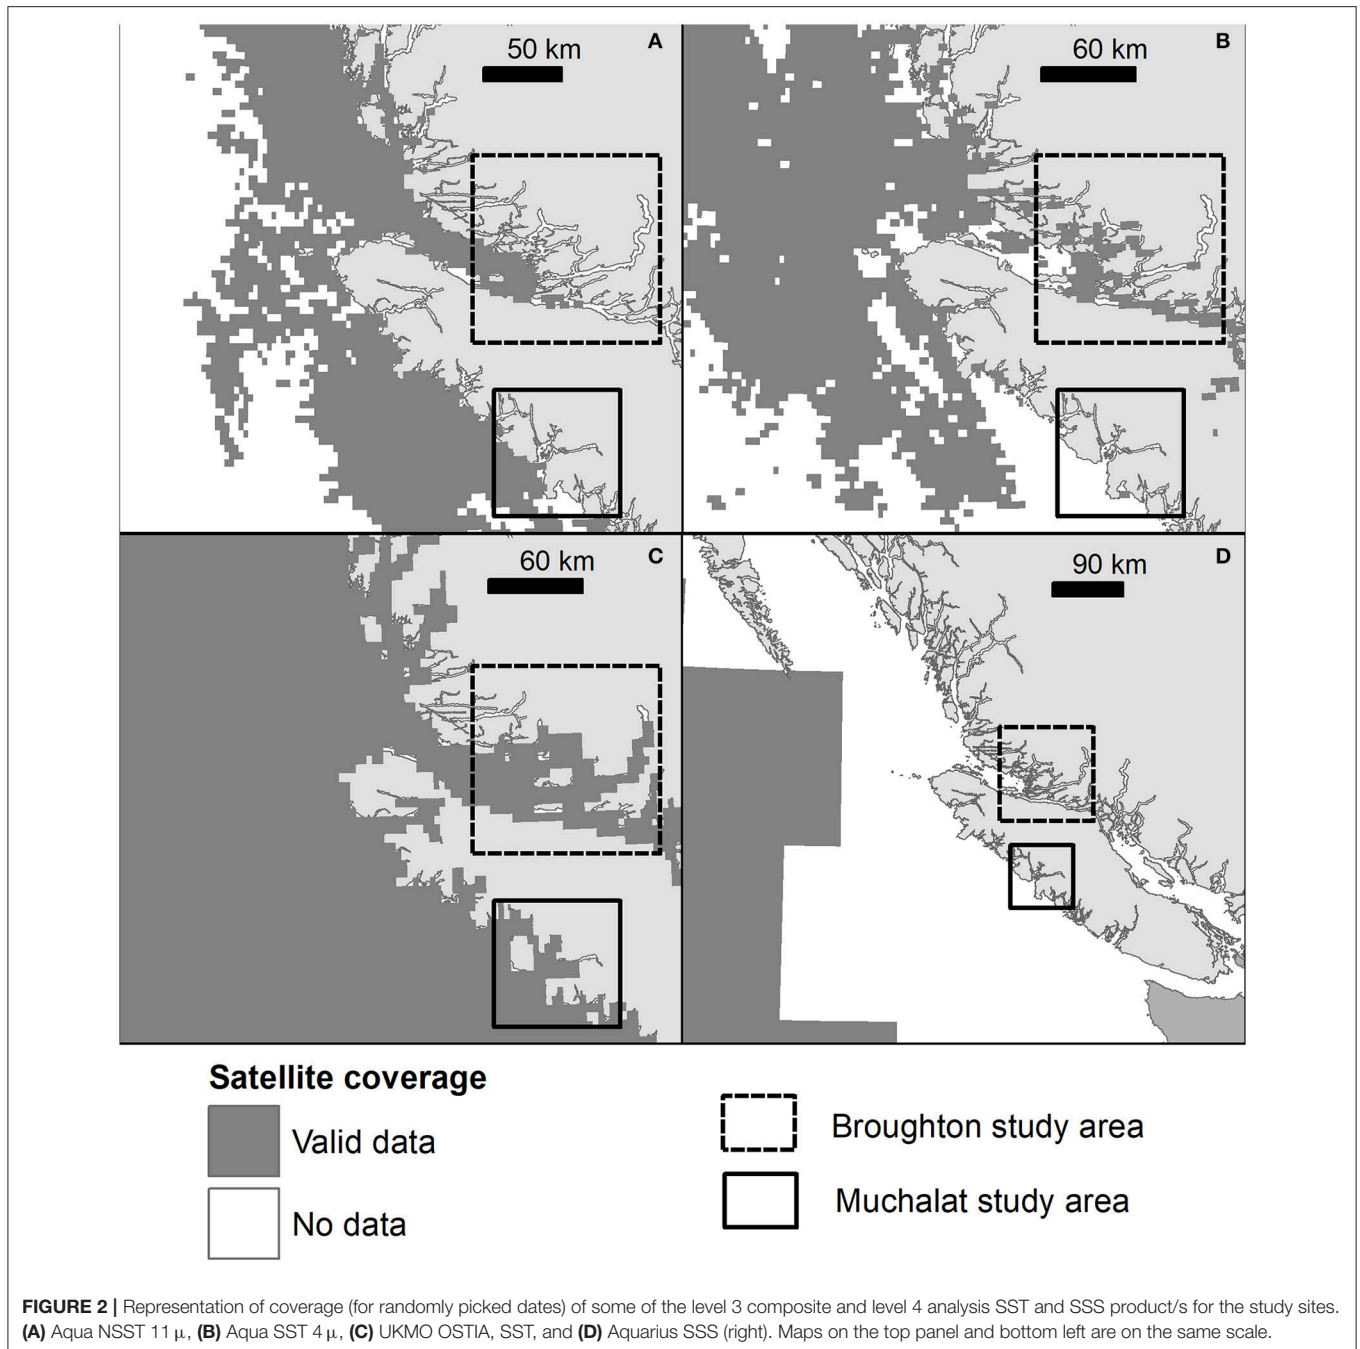 50 km
A
60 km
B
60 km
C
90 km
D
Satellite coverage
Valid data
No data
Broughton study area
Muchalat study area
FIGURE 2 | Representation of coverage (for randomly picked dates) of some of the level 3 composite and level 4 analysis SST and SSS product/s for the study sites.
(A) Aqua NSST 11 μ, (B) Aqua SST 4 μ, (C) UKMO OSTIA, SST, and (D) Aquarius SSS (right). Maps on the top panel and bottom left are on the same scale.